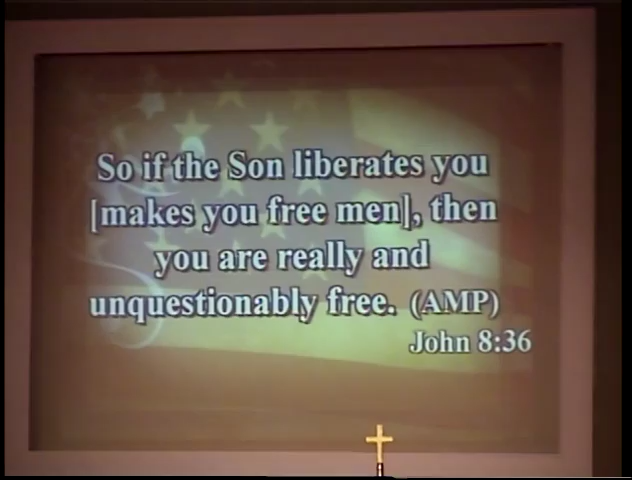 So if the Son liberates you
[makes you free men], then
you are really and
unquestionably free. (AMP)
John 8:36